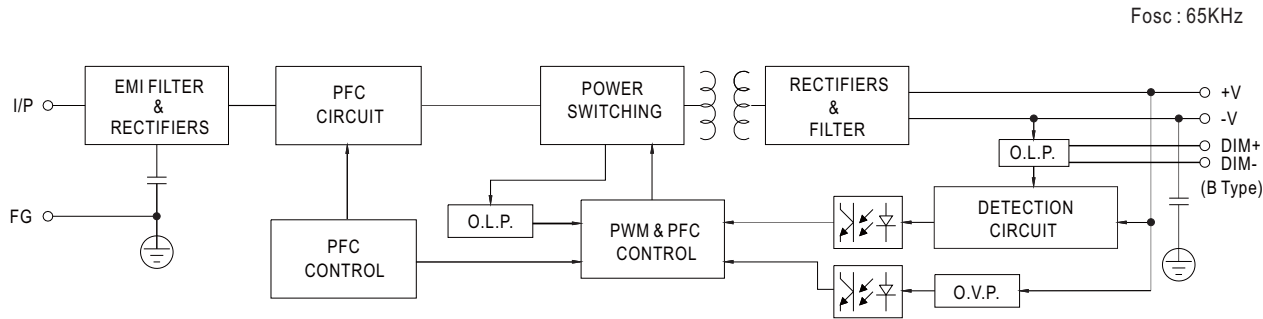 Fosc : 65KHz
I/P
EMI FILTER
&
RECTIFIERS
PFC
CIRCUIT
POWER
SWITCHING
RECTIFIERS
&
FILTER
+V
-V
DIM+
DIM-
(B Type)
O.L.P.
FG
O.L.P.
PFC
CONTROL
PWM & PFC
CONTROL
DETECTION
CIRCUIT
O.V.P.